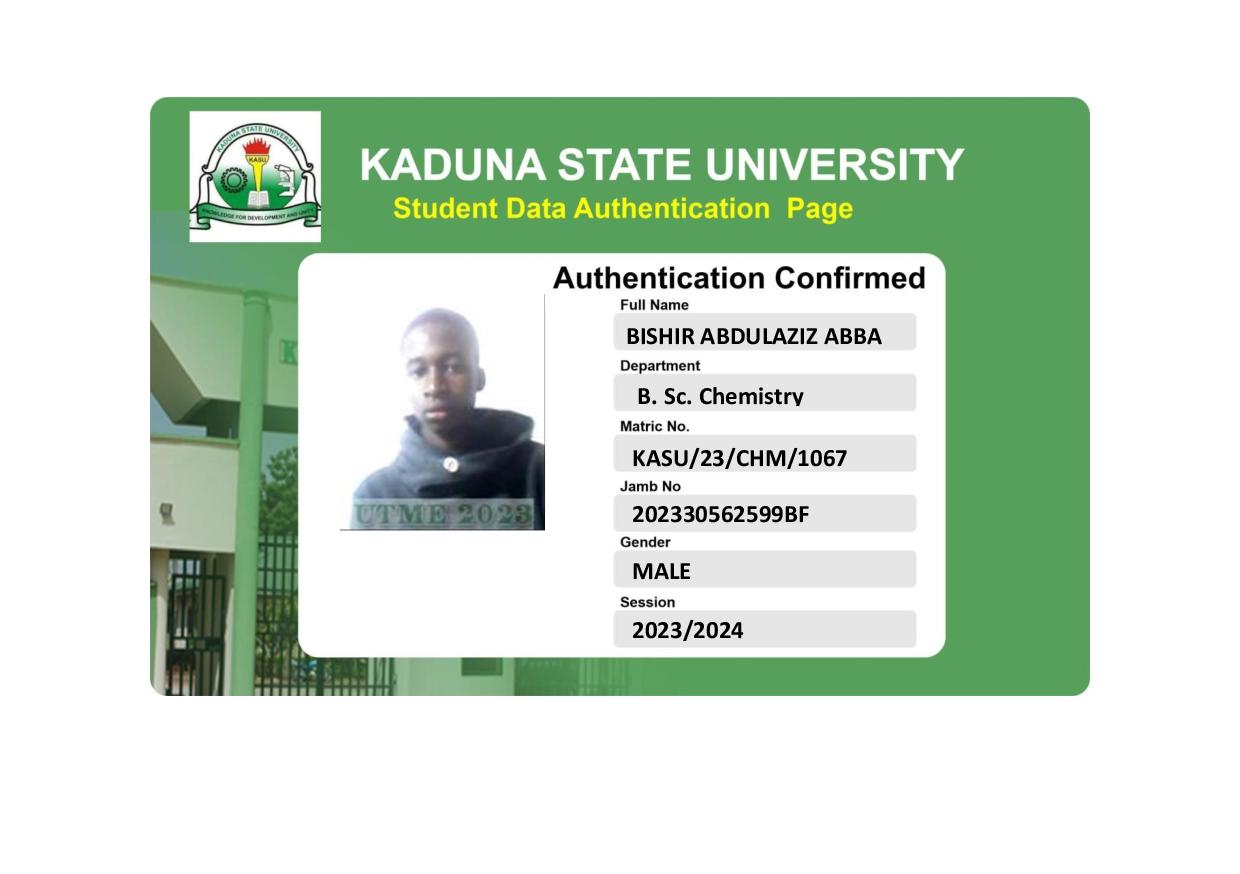 KADUNA STATE UNIVERSITY
KASU
KNOWLEDGE FOR DEVELOPMENT AND UNITY
KADUNA STATE UNIVERSITY
Student Data Authentication Page
Authentication Confirmed
Full Name
BISHIR ABDULAZIZ ABBA
Department
B. Sc. Chemistry
Matric No.
KASU/23/CHM/1067
Jamb No
202330562599BF
Gender
MALE
Session
2023/2024
UTME 2023
K